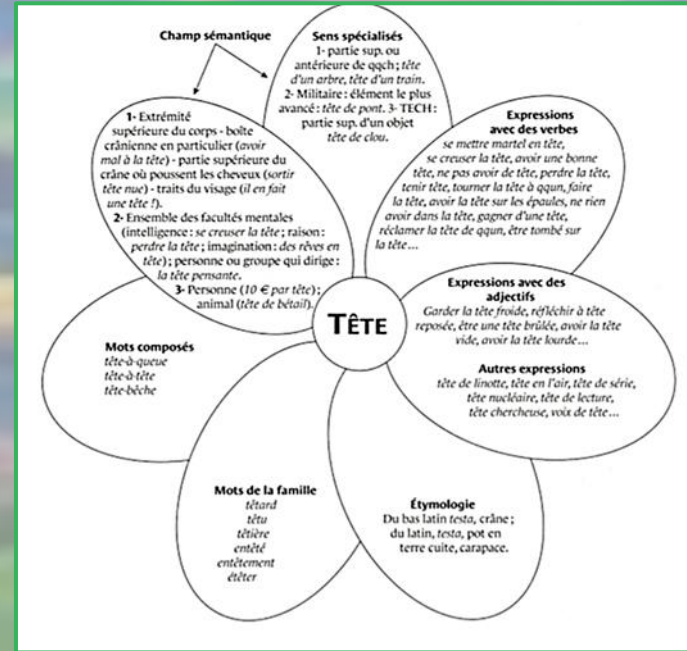 Champ sémantique
Sens spécialisés
1- partie sup. ou
antérieure de qqch ; tête
d'un arbre, tête d'un train.
2- Militaire : élément le plus
avancé : tête de pont. 3- TECH :
partie sup. d'un objet
tête de clou.
1- Extrémité
supérieure du corps - boîte
crânienne en particulier (avoir
mal à la tête) - partie supérieure du
crâne où poussent les cheveux (sortir
tête nue) - traits du visage (il en fait
une tête !).
2- Ensemble des facultés mentales
(intelligence : se creuser la tête ; raison :
perdre la tête ; imagination : des rêves en
tête) ; personne ou groupe qui dirige :
la tête pensante.
3- Personne (10 € par tête) ;
animal (tête de bétail).
Expressions
avec des verbes
se mettre martel en tête,
se creuser la tête, avoir une bonne
tête, ne pas avoir de tête, perdre la tête,
tenir tête, tourner la tête à qqun, faire
la tête, avoir la tête sur les épaules, ne rien
avoir dans la tête, gagner d'une tête,
réclamer la tête de qqun, être tombé sur
la tête...
Expressions avec des
adjectifs
Garder la tête froide, réfléchir à tête
reposée, être une tête brûlée, avoir la tête
vide, avoir la tête lourde...
Autres expressions
tête de linotte, tête en l'air, tête de série,
tête nucléaire, tête de lecture,
tête chercheuse, voix de tête...
TÊTE
Mots composés
tête-à-queue
tête-à-tête
tête-bêche
Mots de la famille
têtard
têtu
têtière
entêté
entêtement
étêter
Étymologie
Du bas latin testa, crâne ;
du latin, testa, pot en
terre cuite, carapace.